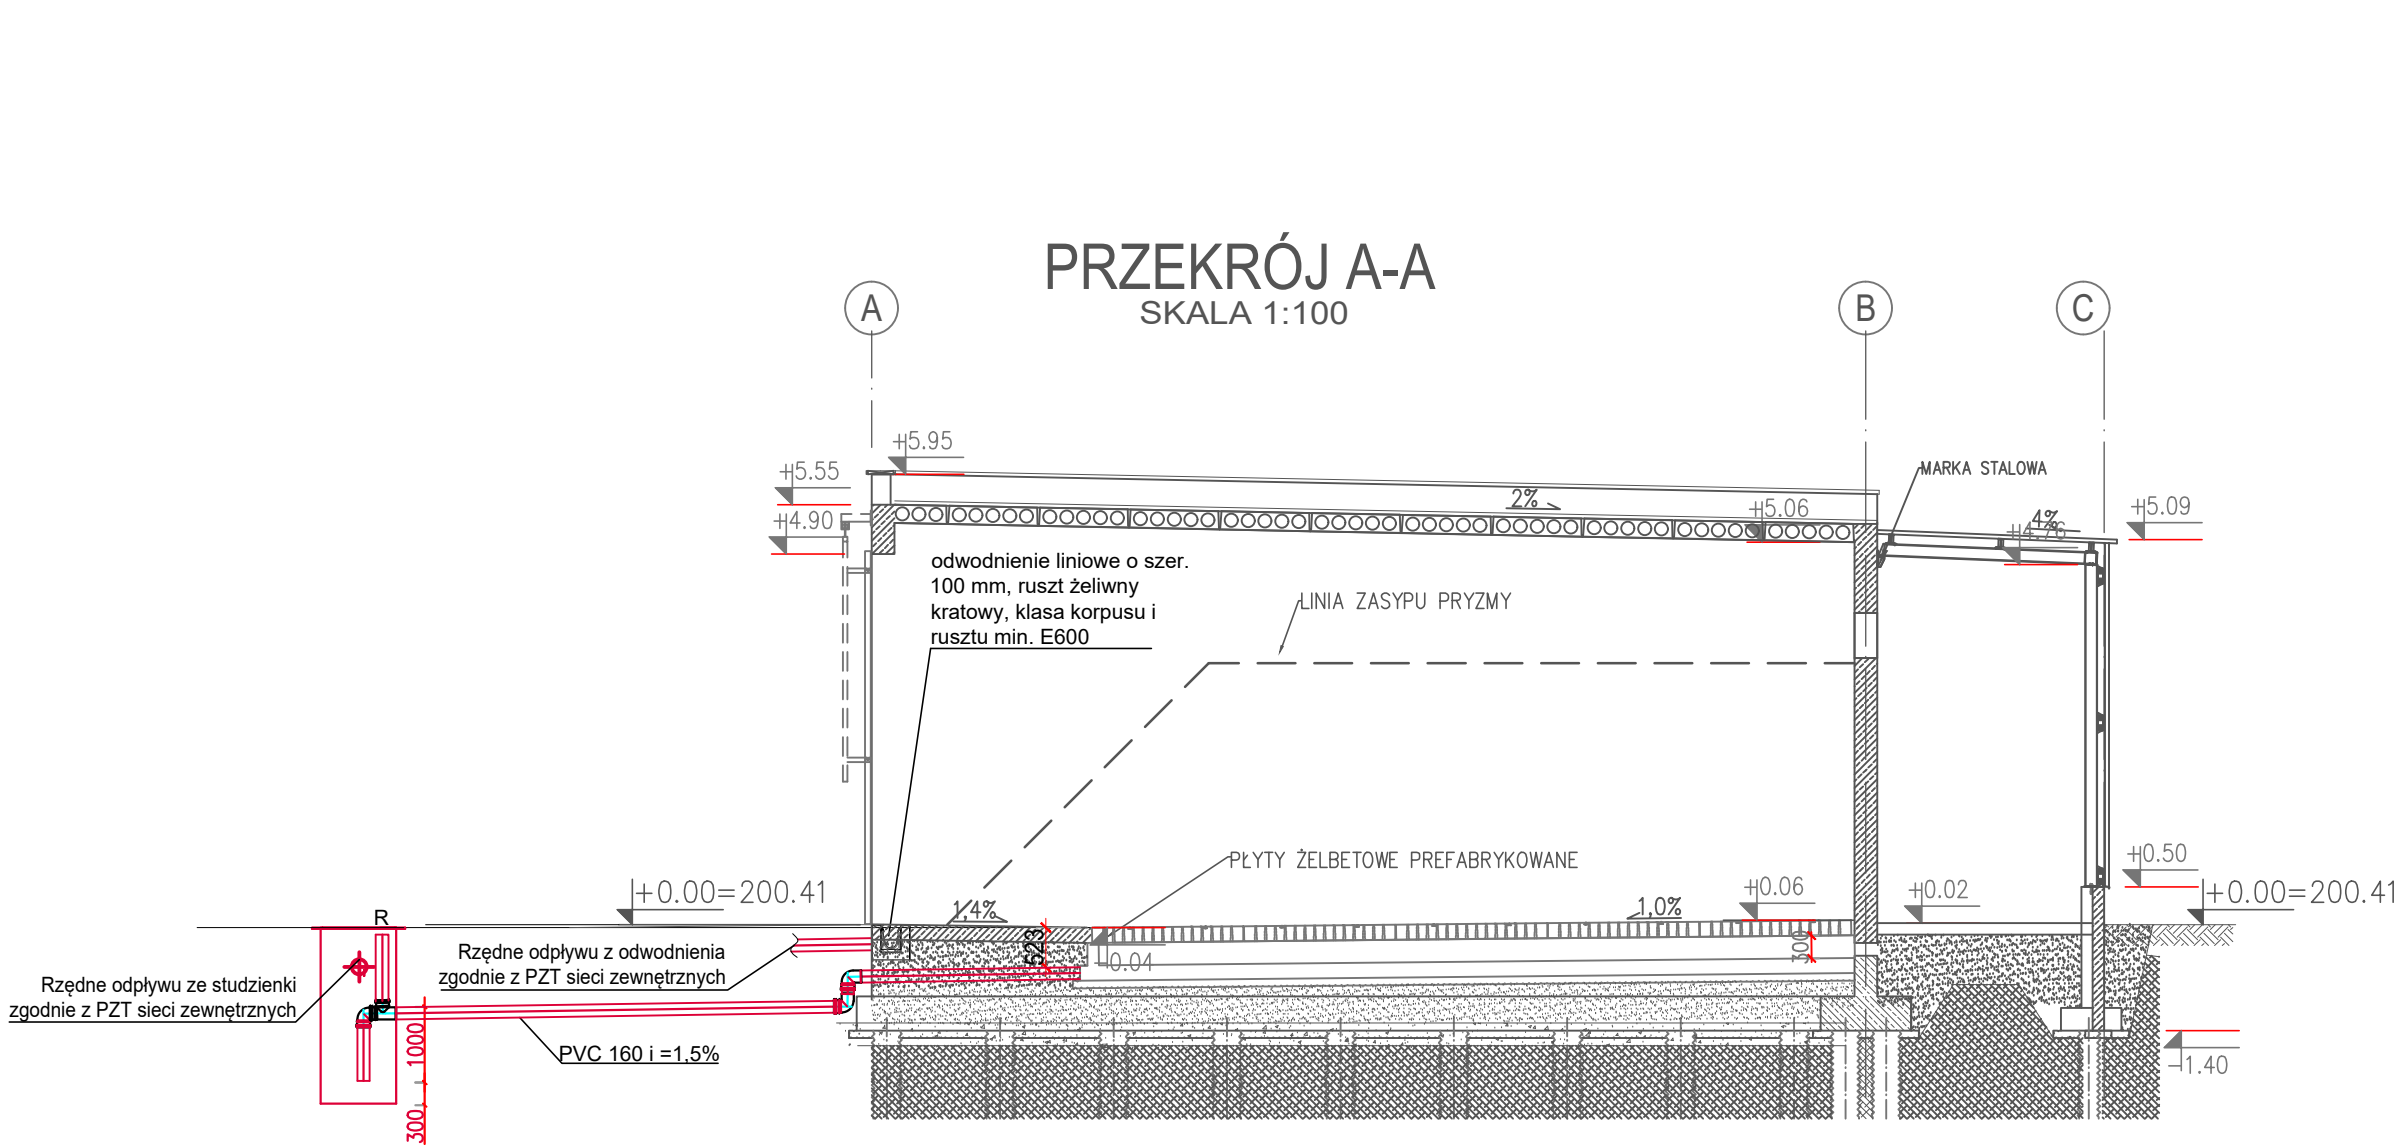 PRZEKRÓJ A-A
SKALA 1:100
A
B
C
+5.95
+5.55
+4.90
2%
+5.06
MARKA STALOWA
4%
+4.76
+5.09
odwodnienie liniowe o szer.
100 mm, ruszt żeliwny
kratowy, klasa korpusu i
rusztu min. E600
LINIA ZASYPU PRYZMY
PŁYTY ŻELBETOWE PREFABRYKOWANE
+0.50
+0.00=200.41
+0.00=200.41
1,4%
1,0%
+0.06
+0.02
R
523
-0.04
300
Rzędne odpływu z odwodnienia
zgodnie z PZT sieci zewnętrznych
Rzędne odpływu ze studzienki
zgodnie z PZT sieci zewnętrznych
PVC 160 i =1,5%
1000
300
-1.40